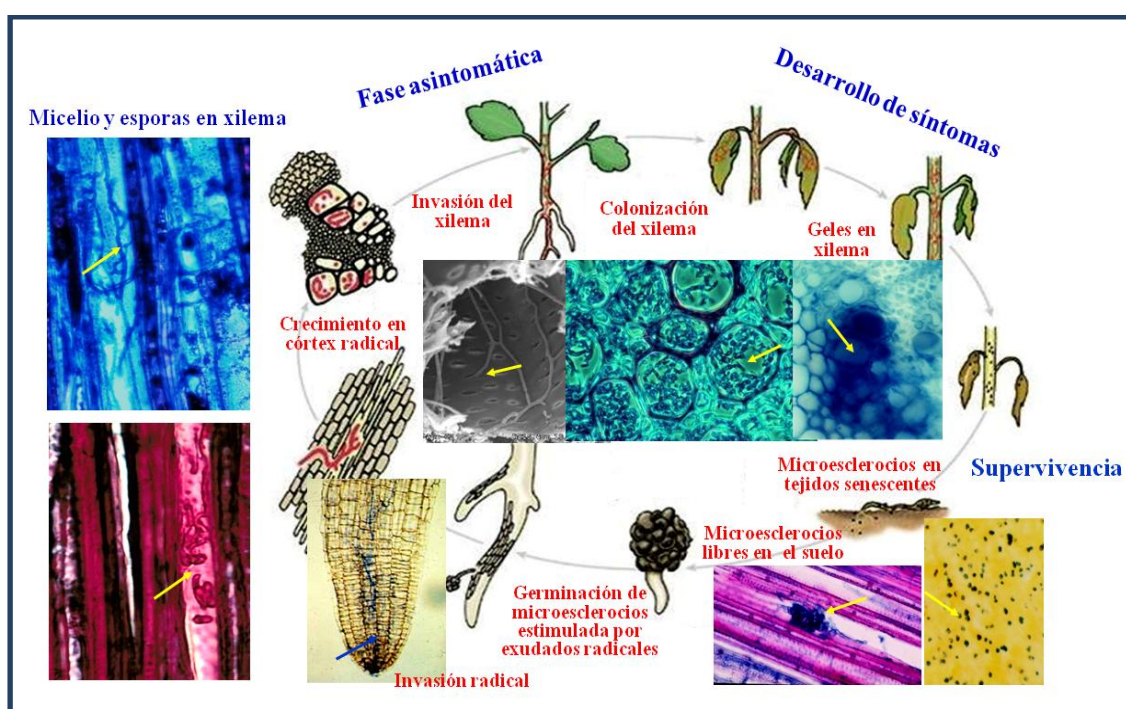 Fase asintomática
Desarrollo de síntomas
Micelio y esporas en xilema
Invasión del
xilema
Colonización
del xilema
Geles en
xilema
Crecimiento en
córtex radical
Microesclerocios en
tejidos senescentes
Supervivencia
Microesclerocios
libres en el suelo
Germinación de
microesclerocios
estimulada por
exudados radicales
Invasión radical